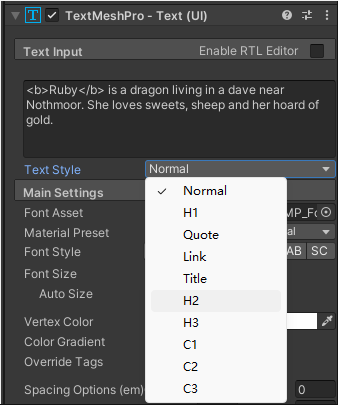 TextMeshPro - Text (UI)
Text Input
Enable RTL Editor
<b>Ruby</b> is a dragon living in a dave near
Nothmoor. She loves sweets, sheep and her hoard of
gold.
Text Style
Normal
Normal
H1
Quote
Link
Title
H2
H3
C1
C2
C3
Main Settings
Font Asset
Material Preset
Font Style
AB
SC
Font Size
Auto Size
Vertex Color
Color Gradient
Override Tags
Spacing Options (em)
0
0